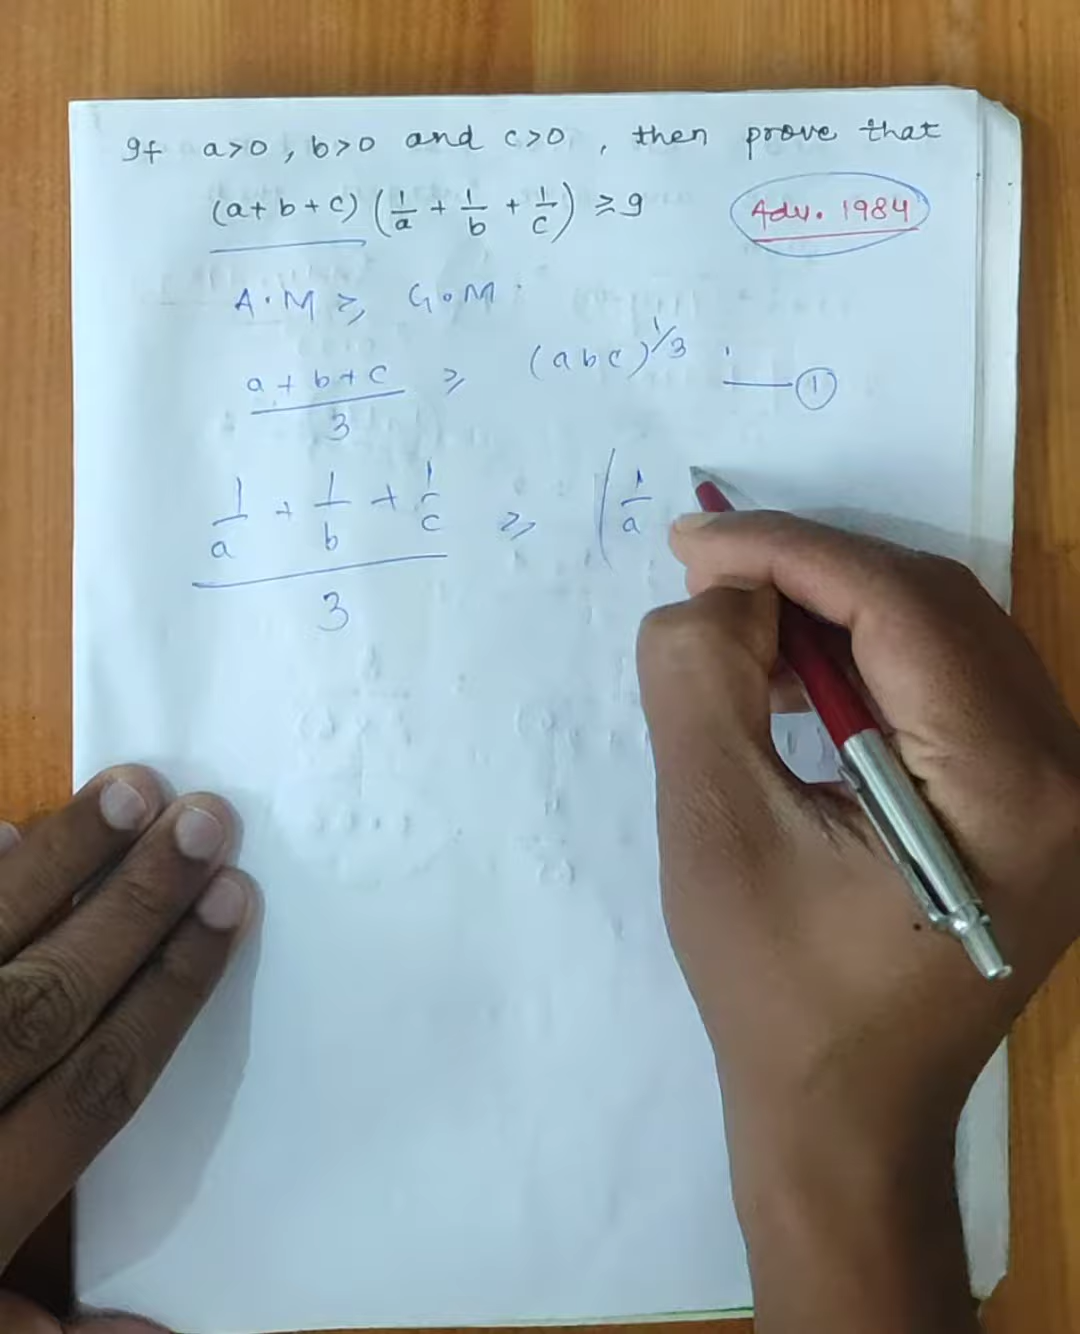 If a>0, b>0 and c>0, then prove that
(a+b+c)(1/a + 1/b + 1/c) ≥ 9
Adv. 1984
A.M ≥ G.M.
(a+b+c)/3 ≥ (abc)^1/3 — ①
(1/a + 1/b + 1/c)/3 ≥ (1/a